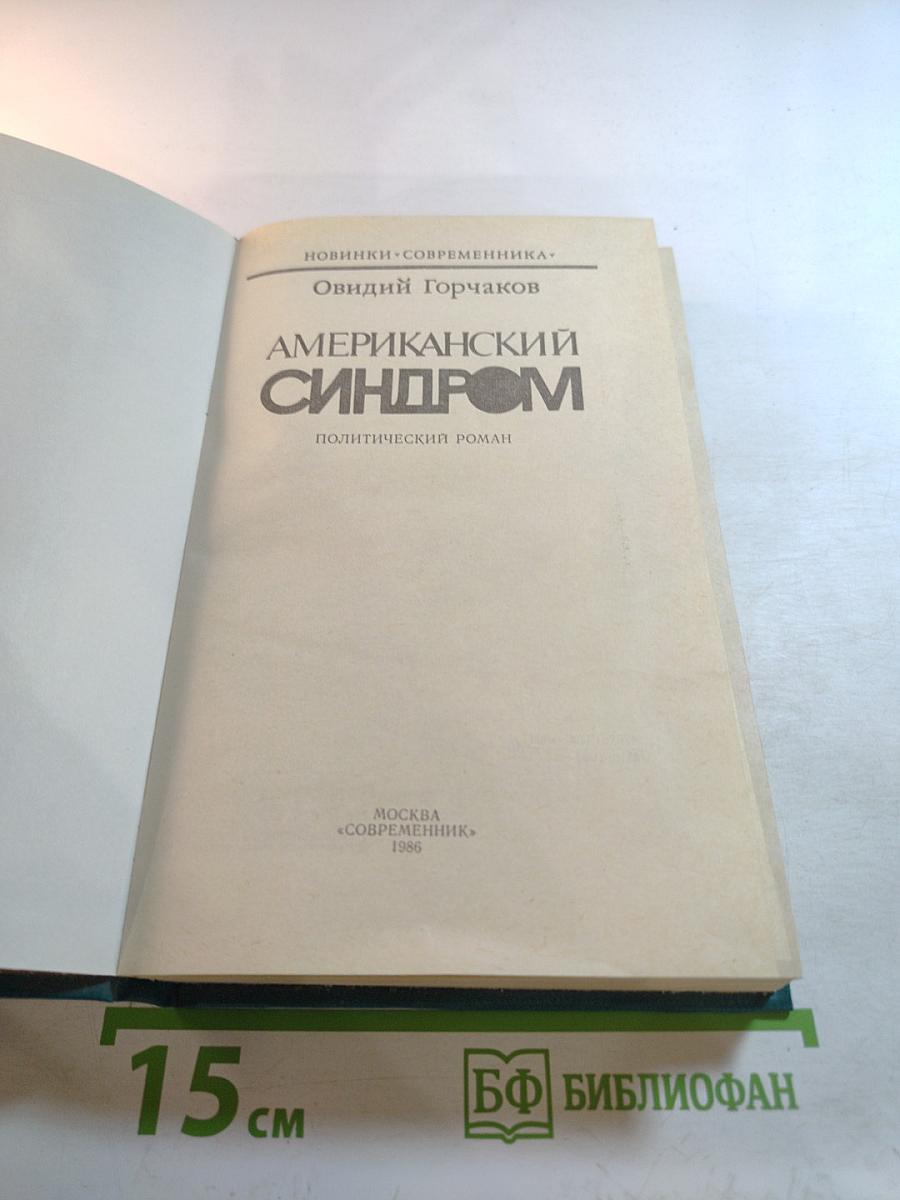 НОВИНКИ «СОВРЕМЕННИКА»
Овидий Горчаков
АМЕРИКАНСКИЙ
СИНДРОМ
ПОЛИТИЧЕСКИЙ РОМАН
МОСКВА
«СОВРЕМЕННИК»
1986
15 см
БФ БИБЛИОФАН